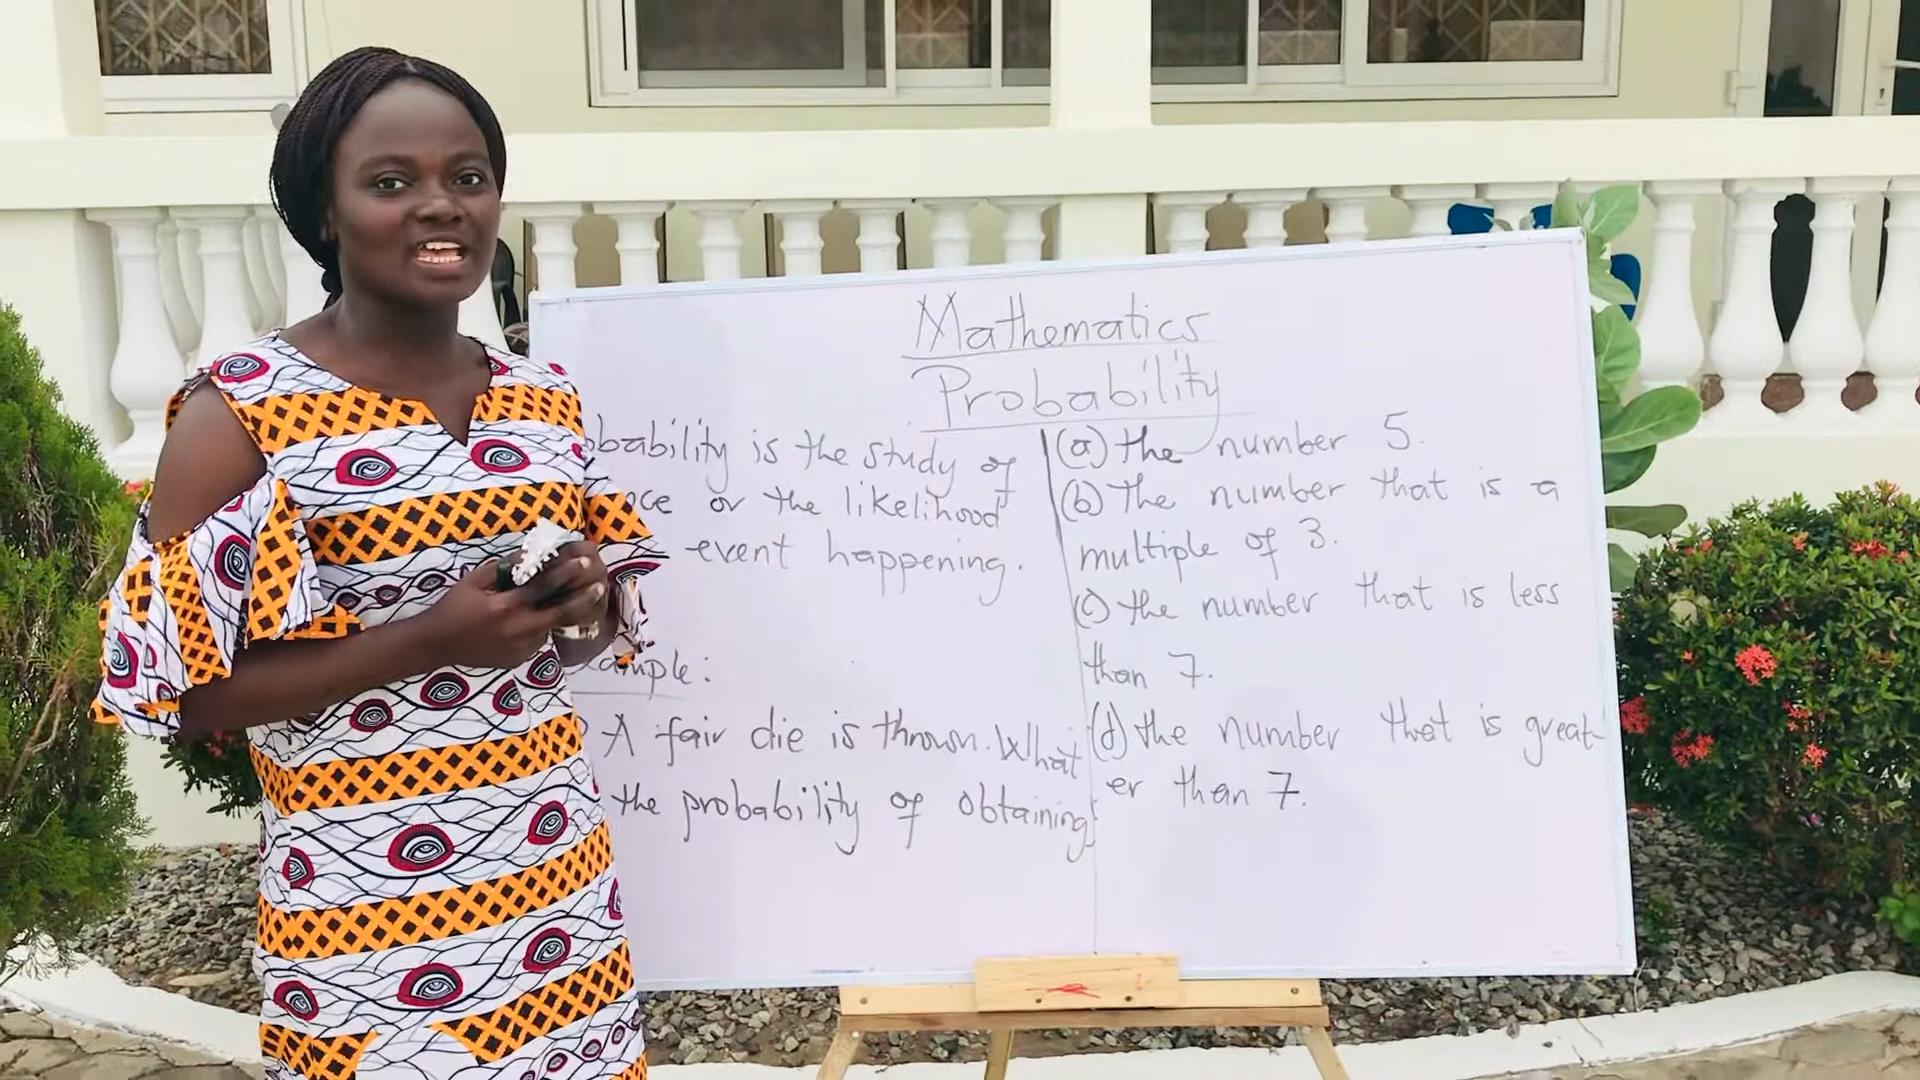 Mathematics
Probability
obability is the study of
ce or the likelihood
event happening.
ample:
A fair die is thrown. What
the probability of obtaining:
(a) the number 5.
(b) the number that is a
multiple of 3.
(c) the number that is less
than 7.
(d) the number that is great-
er than 7.